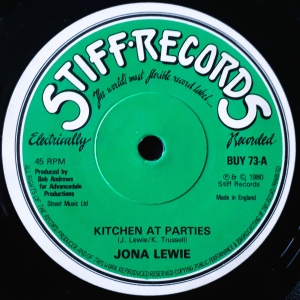 STIFF·RECORDS
The world's most flexible record label...
Electrically
Recorded
45 RPM
BUY 73-A
Produced by
Bob Andrews
for Advancedale
Productions
Street Music Ltd
℗ & © 1980
Stiff Records
Made in England
KITCHEN AT PARTIES
(J. Lewie/K. Trussell)
JONA LEWIE